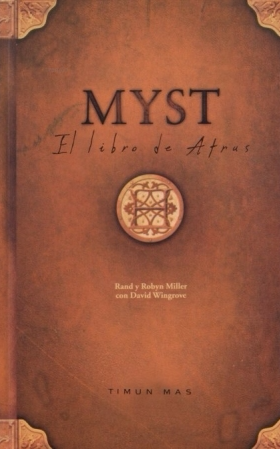 MYST
El libro de Atrus
Rand y Robyn Miller
con David Wingrove
TIMUN MAS